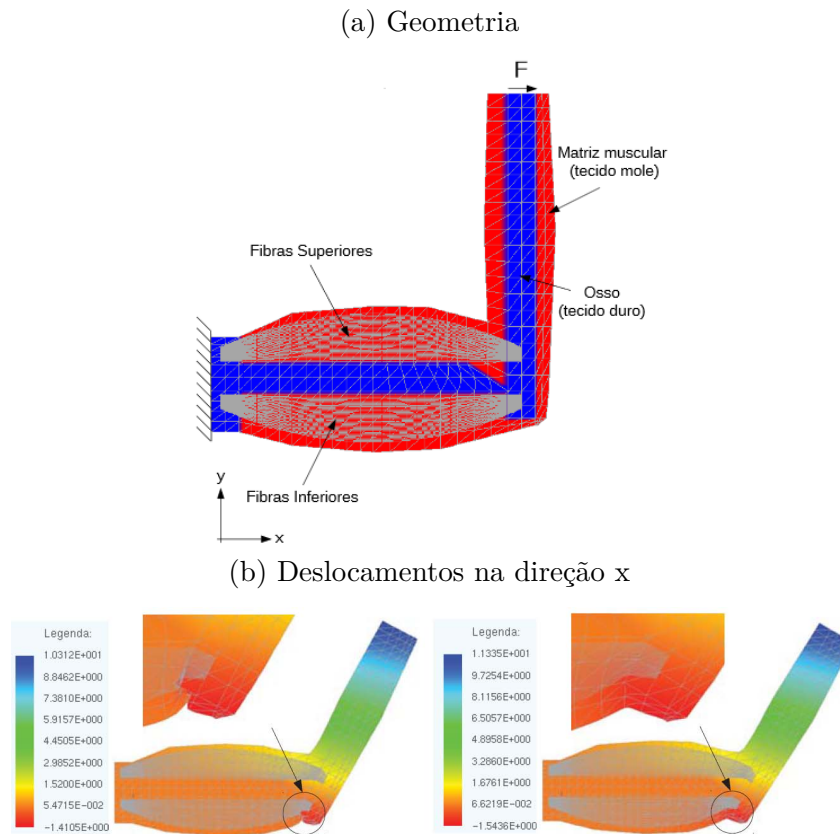 (a) Geometria
F
Matriz muscular
(tecido mole)
Fibras Superiores
Osso
(tecido duro)
Fibras Inferiores
y
x
(b) Deslocamentos na direção x
Legenda:
1.0312E+001
8.8462E+000
7.3810E+000
5.9157E+000
4.4505E+000
2.9852E+000
1.5200E+000
5.4715E-002
-1.4105E+000
Legenda:
1.1335E+001
9.7254E+000
8.1156E+000
6.5057E+000
4.8958E+000
3.2860E+000
1.6761E+000
6.6219E-002
-1.5436E+000